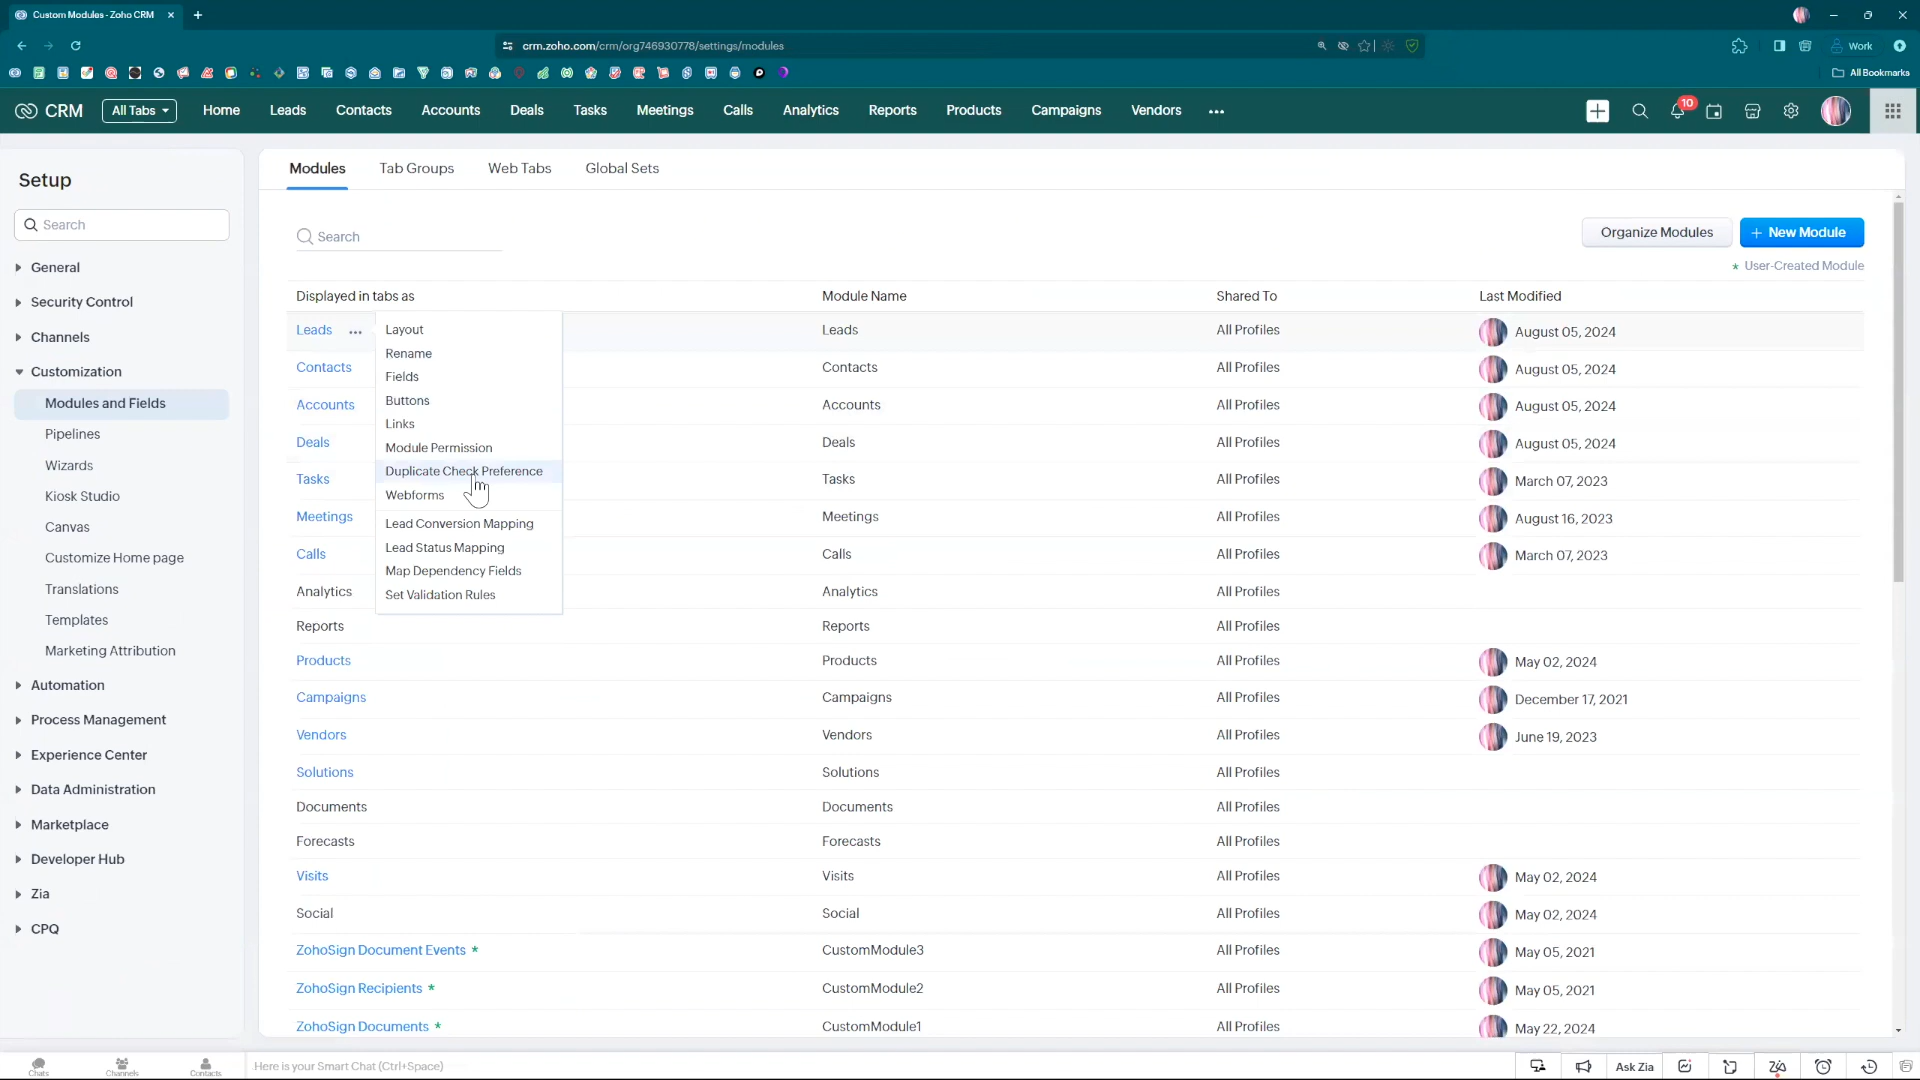 Custom Modules - Zoho CRM
crm.zoho.com/crm/org746930778/settings/modules
Work
All Bookmarks
CRM
All Tabs
Home
Leads
Contacts
Accounts
Deals
Tasks
Meetings
Calls
Analytics
Reports
Products
Campaigns
Vendors
10
Setup
Search
General
Security Control
Channels
Customization
Modules and Fields
Pipelines
Wizards
Kiosk Studio
Canvas
Customize Home page
Translations
Templates
Marketing Attribution
Automation
Process Management
Experience Center
Data Administration
Marketplace
Developer Hub
Zia
CPQ
Modules Tab Groups Web Tabs Global Sets
Search
Organize Modules
+ New Module
* User-Created Module
Displayed in tabs as Module Name Shared To Last Modified
Leads ... Leads All Profiles August 05, 2024
Contacts Contacts All Profiles August 05, 2024
Accounts Accounts All Profiles August 05, 2024
Deals Deals All Profiles August 05, 2024
Tasks Tasks All Profiles March 07, 2023
Meetings Meetings All Profiles August 16, 2023
Calls Calls All Profiles March 07, 2023
Analytics Analytics All Profiles
Reports Reports All Profiles
Products Products All Profiles May 02, 2024
Campaigns Campaigns All Profiles December 17, 2021
Vendors Vendors All Profiles June 19, 2023
Solutions Solutions All Profiles
Documents Documents All Profiles
Forecasts Forecasts All Profiles
Visits Visits All Profiles May 02, 2024
Social Social All Profiles May 02, 2024
ZohoSign Document Events * CustomModule3 All Profiles May 05, 2021
ZohoSign Recipients * CustomModule2 All Profiles May 05, 2021
ZohoSign Documents * CustomModule1 All Profiles May 22, 2024
Layout
Rename
Fields
Buttons
Links
Module Permission
Duplicate Check Preference
Webforms
Lead Conversion Mapping
Lead Status Mapping
Map Dependency Fields
Set Validation Rules
Chats
Channels
Contacts
Here is your Smart Chat (Ctrl+Space)
Ask Zia